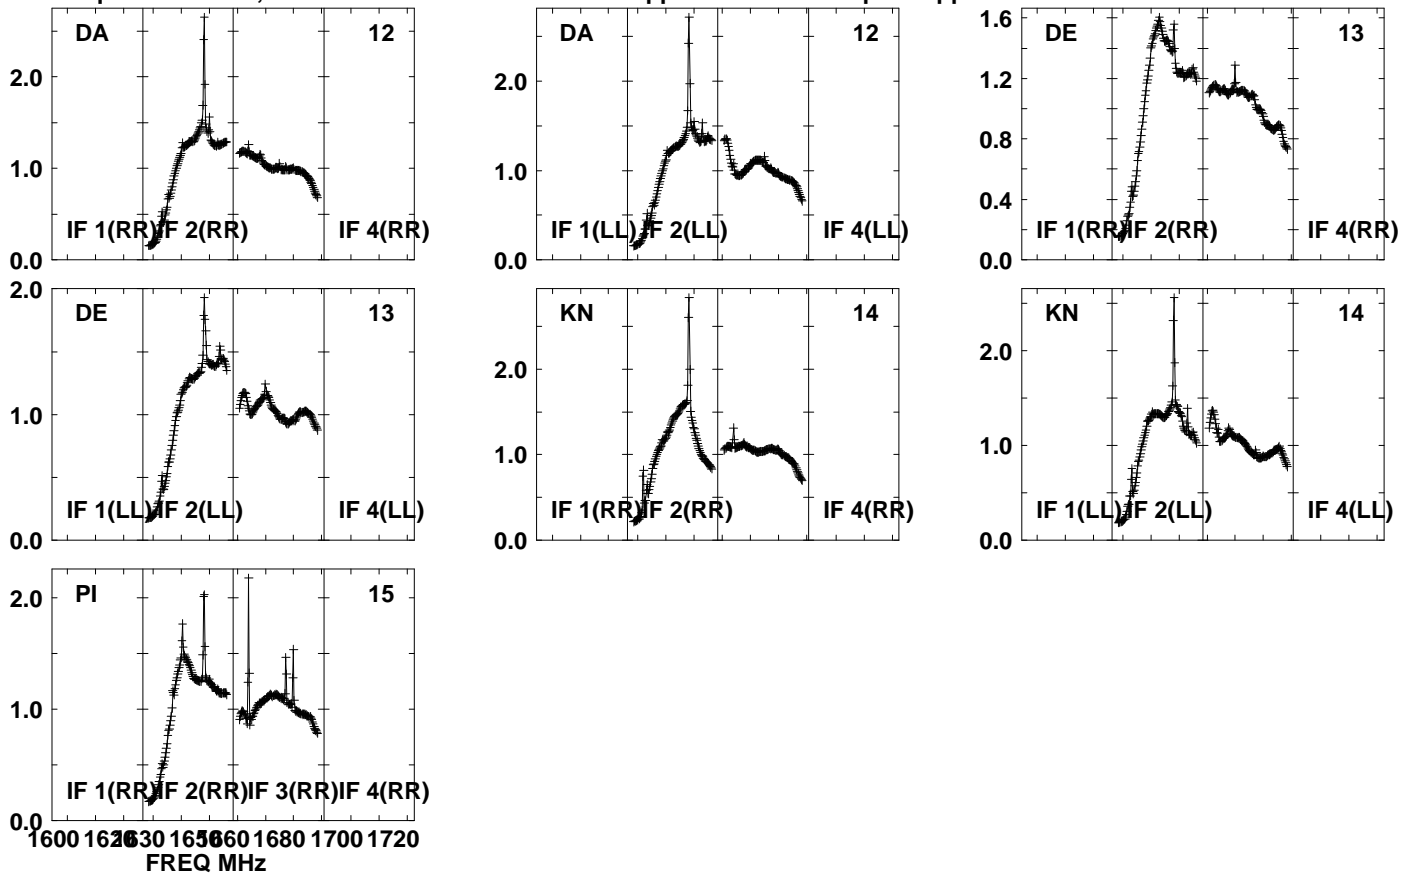 DA 12
2.0
1.0
0.0
IF 1(RR) IF 2(RR) IF 4(RR)
DA 12
2.0
1.0
0.0
IF 1(LL) IF 2(LL) IF 4(LL)
DE 13
1.6
1.2
0.8
0.4
0.0
IF 1(RR) IF 2(RR) IF 4(RR)
DE 13
2.0
1.0
0.0
IF 1(LL) IF 2(LL) IF 4(LL)
KN 14
2.0
1.0
0.0
IF 1(RR) IF 2(RR) IF 4(RR)
KN 14
2.0
1.0
0.0
IF 1(LL) IF 2(LL) IF 4(LL)
PI 15
2.0
1.0
0.0
IF 1(RR) IF 2(RR) IF 3(RR) IF 4(RR)
1600 1620 1630 1650 1660 1680 1700 1720
FREQ MHz